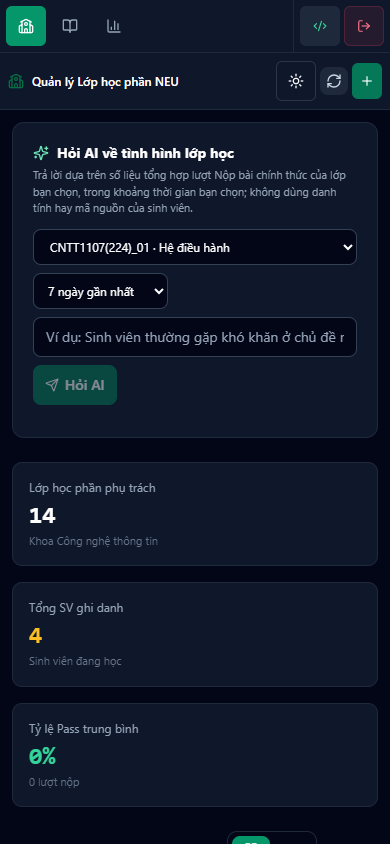 Quản lý Lớp học phần NEU
Hỏi AI về tình hình lớp học
Trả lời dựa trên số liệu tổng hợp lượt Nộp bài chính thức của lớp
bạn chọn, trong khoảng thời gian bạn chọn; không dùng danh
tính hay mã nguồn của sinh viên.
CNTT1107(224)_01 · Hệ điều hành
7 ngày gần nhất
Ví dụ: Sinh viên thường gặp khó khăn ở chủ đề
Hỏi AI
Lớp học phần phụ trách
14
Khoa Công nghệ thông tin
Tổng SV ghi danh
4
Sinh viên đang học
Tỷ lệ Pass trung bình
0%
0 lượt nộp